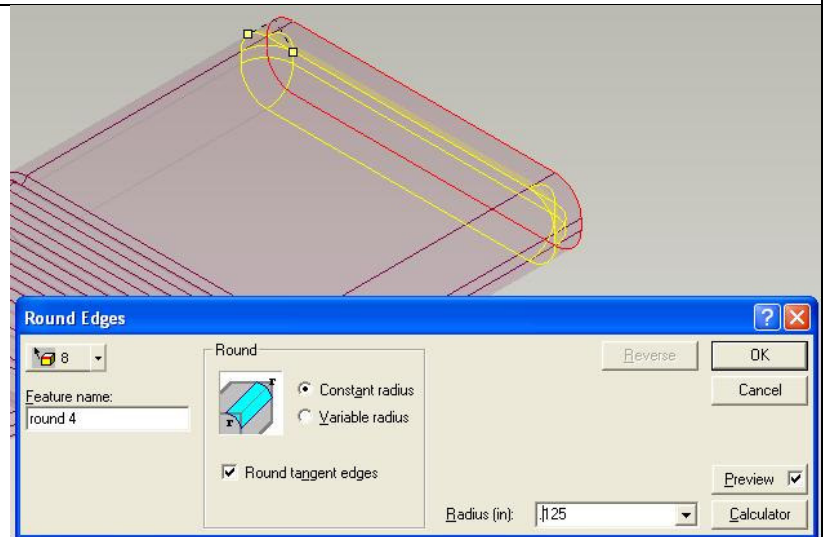 Round Edges
8
Round
Reverse
OK
Feature name:
Constant radius
Cancel
round 4
Variable radius
r
r
Round tangent edges
Preview
Radius (in):
.125
Calculator